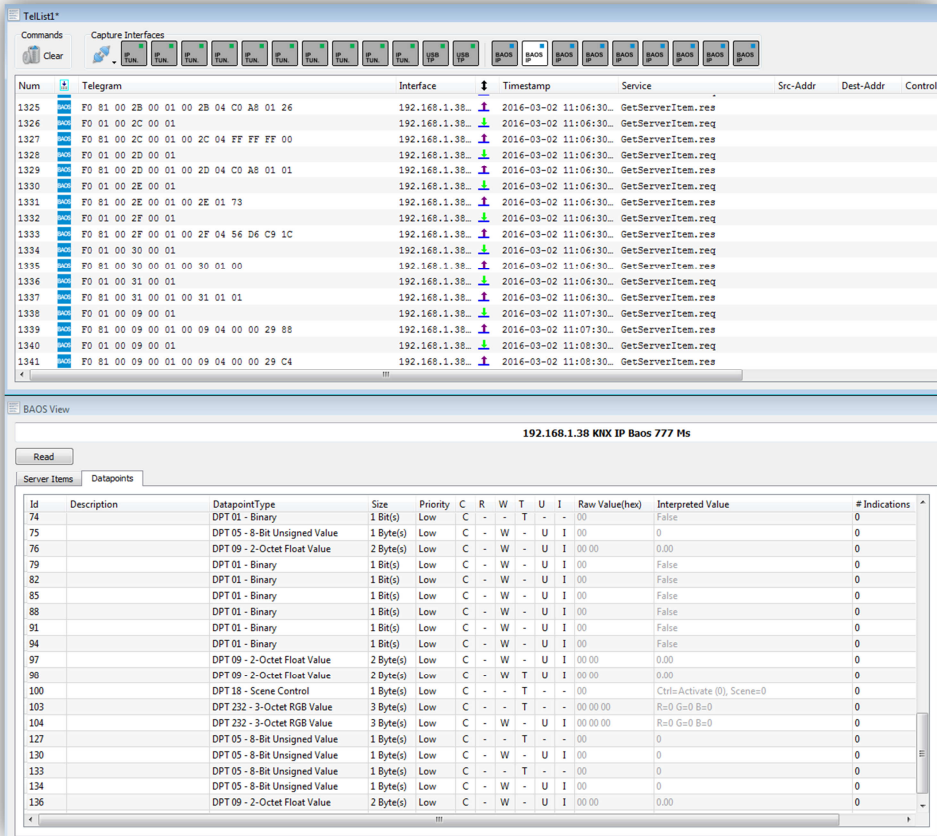 TelList1*
Commands Capture Interfaces
Clear IP TUN. IP TUN. IP TUN. IP TUN. IP TUN. IP TUN. IP TUN. IP TUN. IP TUN. IP TUN. USB TP USB TP BAOS IP BAOS IP BAOS IP BAOS IP BAOS IP BAOS IP BAOS IP BAOS IP BAOS IP
Num Telegram Interface Timestamp Service Src-Addr Dest-Addr Control
1325 BAOS F0 81 00 2B 00 01 00 2B 04 C0 A8 01 26 192.168.1.38... 2016-03-02 11:06:30... GetServerItem.res
1326 BAOS F0 01 00 2C 00 01 192.168.1.38... 2016-03-02 11:06:30... GetServerItem.req
1327 BAOS F0 81 00 2C 00 01 00 2C 04 FF FF FF 00 192.168.1.38... 2016-03-02 11:06:30... GetServerItem.res
1328 BAOS F0 01 00 2D 00 01 192.168.1.38... 2016-03-02 11:06:30... GetServerItem.req
1329 BAOS F0 81 00 2D 00 01 00 2D 04 C0 A8 01 01 192.168.1.38... 2016-03-02 11:06:30... GetServerItem.res
1330 BAOS F0 01 00 2E 00 01 192.168.1.38... 2016-03-02 11:06:30... GetServerItem.req
1331 BAOS F0 81 00 2E 00 01 00 2E 01 73 192.168.1.38... 2016-03-02 11:06:30... GetServerItem.res
1332 BAOS F0 01 00 2F 00 01 192.168.1.38... 2016-03-02 11:06:30... GetServerItem.req
1333 BAOS F0 81 00 2F 00 01 00 2F 04 56 D6 C9 1C 192.168.1.38... 2016-03-02 11:06:30... GetServerItem.res
1334 BAOS F0 01 00 30 00 01 192.168.1.38... 2016-03-02 11:06:30... GetServerItem.req
1335 BAOS F0 81 00 30 00 01 00 30 01 00 192.168.1.38... 2016-03-02 11:06:30... GetServerItem.res
1336 BAOS F0 01 00 31 00 01 192.168.1.38... 2016-03-02 11:06:30... GetServerItem.req
1337 BAOS F0 81 00 31 00 01 00 31 01 01 192.168.1.38... 2016-03-02 11:06:30... GetServerItem.res
1338 BAOS F0 01 00 09 00 01 192.168.1.38... 2016-03-02 11:07:30... GetServerItem.req
1339 BAOS F0 81 00 09 00 01 00 09 04 00 00 29 88 192.168.1.38... 2016-03-02 11:07:30... GetServerItem.res
1340 BAOS F0 01 00 09 00 01 192.168.1.38... 2016-03-02 11:08:30... GetServerItem.req
1341 BAOS F0 81 00 09 00 01 00 09 04 00 00 29 C4 192.168.1.38... 2016-03-02 11:08:30... GetServerItem.res
BAOS View
192.168.1.38 KNX IP Baos 777 Ms
Read
Server Items Datapoints
Id Description DatapointType Size Priority C R W T U I Raw Value(hex) Interpreted Value # Indications
74 DPT 01 - Binary 1 Bit(s) Low C - - T - - 00 False 0
75 DPT 05 - 8-Bit Unsigned Value 1 Byte(s) Low C - W - U I 00 0 0
76 DPT 09 - 2-Octet Float Value 2 Byte(s) Low C - W - U I 00 00 0.00 0
79 DPT 01 - Binary 1 Bit(s) Low C - W - U I 00 False 0
82 DPT 01 - Binary 1 Bit(s) Low C - W - U I 00 False 0
85 DPT 01 - Binary 1 Bit(s) Low C - W - U I 00 False 0
88 DPT 01 - Binary 1 Bit(s) Low C - W - U I 00 False 0
91 DPT 01 - Binary 1 Bit(s) Low C - W - U I 00 False 0
94 DPT 01 - Binary 1 Bit(s) Low C - W - U I 00 False 0
97 DPT 09 - 2-Octet Float Value 2 Byte(s) Low C - W - U I 00 00 0.00 0
98 DPT 09 - 2-Octet Float Value 2 Byte(s) Low C - W T U I 00 00 0.00 0
100 DPT 18 - Scene Control 1 Byte(s) Low C - - T - - 00 Ctrl=Activate (0), Scene=0 0
103 DPT 232 - 3-Octet RGB Value 3 Byte(s) Low C - - T - - 00 00 00 R=0 G=0 B=0 0
104 DPT 232 - 3-Octet RGB Value 3 Byte(s) Low C - W - U I 00 00 00 R=0 G=0 B=0 0
127 DPT 05 - 8-Bit Unsigned Value 1 Byte(s) Low C - - T - - 00 0 0
130 DPT 05 - 8-Bit Unsigned Value 1 Byte(s) Low C - W - U I 00 0 0
133 DPT 05 - 8-Bit Unsigned Value 1 Byte(s) Low C - - T - - 00 0 0
134 DPT 05 - 8-Bit Unsigned Value 1 Byte(s) Low C - W - U I 00 0 0
136 DPT 09 - 2-Octet Float Value 2 Byte(s) Low C - W - U I 00 00 0.00 0